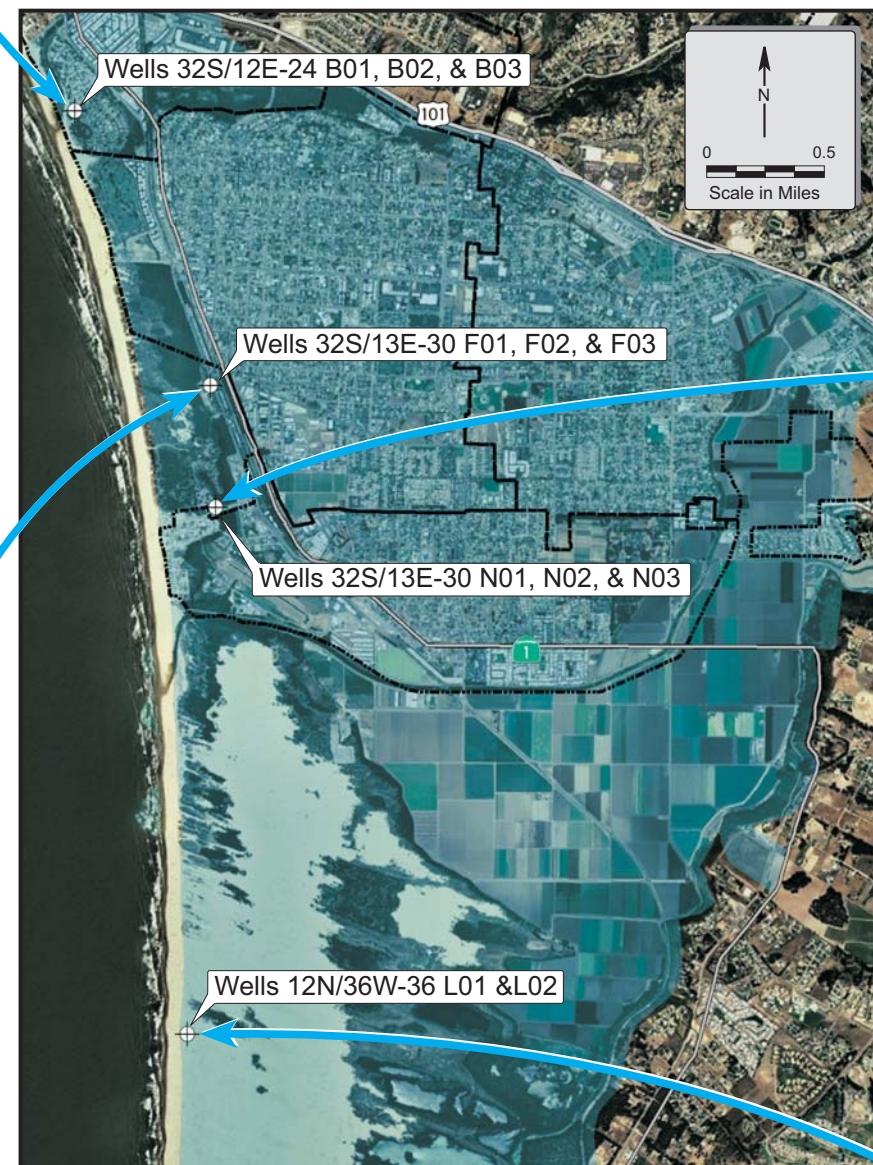 Wells 32S/12E-24 B01, B02, & B03
101
N
0 0.5
Scale in Miles
Wells 32S/13E-30 F01, F02, & F03
Wells 32S/13E-30 N01, N02, & N03
1
Wells 12N/36W-36 L01 &L02